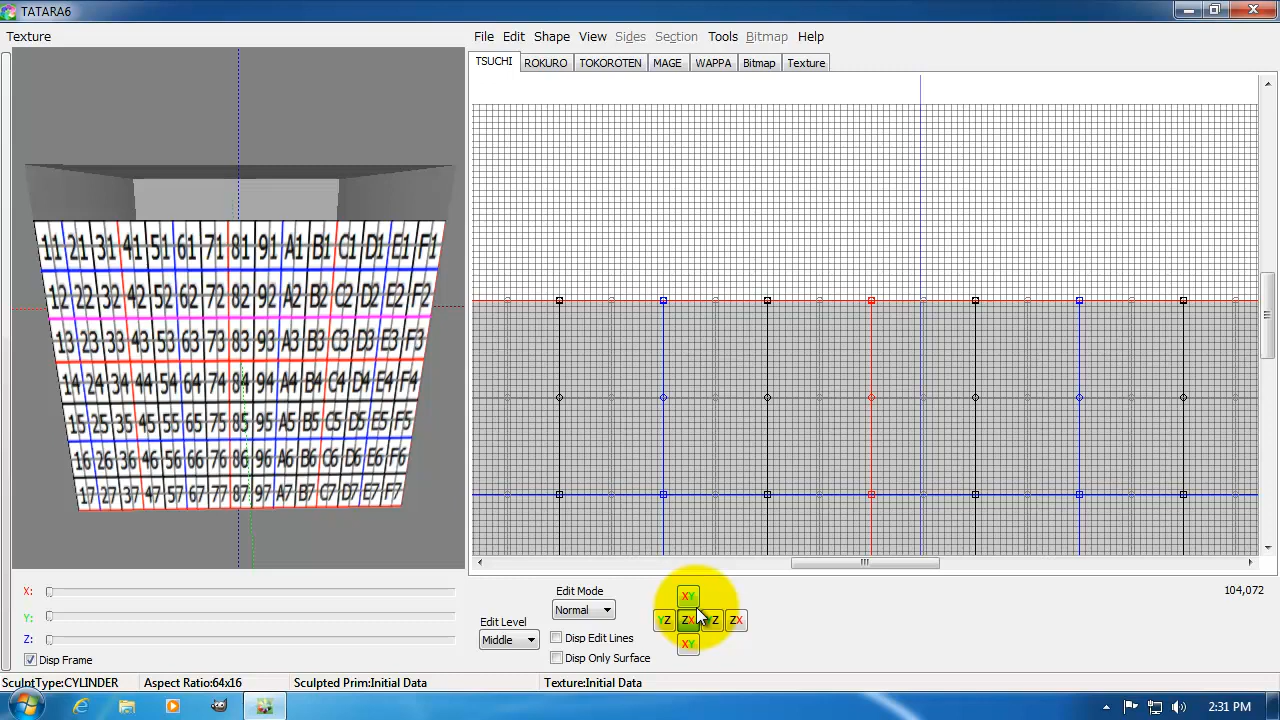 TATARA6
Texture
File Edit Shape View Sides Section Tools Bitmap Help
TSUCHI ROKURO TOKOROTEN MAGE WAPPA Bitmap Texture
11 21 31 41 51 61 71 81 91 A1 B1 C1 D1 E1 F1
12 22 32 42 52 62 72 82 92 A2 B2 C2 D2 E2 F2
13 23 33 43 53 63 73 83 93 A3 B3 C3 D3 E3 F3
14 24 34 44 54 64 74 84 94 A4 B4 C4 D4 E4 F4
15 25 35 45 55 65 75 85 95 A5 B5 C5 D5 E5 F5
16 26 36 46 56 66 76 86 96 A6 B6 C6 D6 E6 F6
17 27 37 47 57 67 77 87 97 A7 B7 C7 D7 E7 F7
X:
Y:
Z:
Disp Frame
Edit Mode
Normal
Edit Level
Middle
Disp Edit Lines
Disp Only Surface
XY
YZ ZX YZ ZX
XY
104,072
SculptType:CYLINDER Aspect Ratio:64x16 Sculpted Prim:Initial Data Texture:Initial Data
2:31 PM